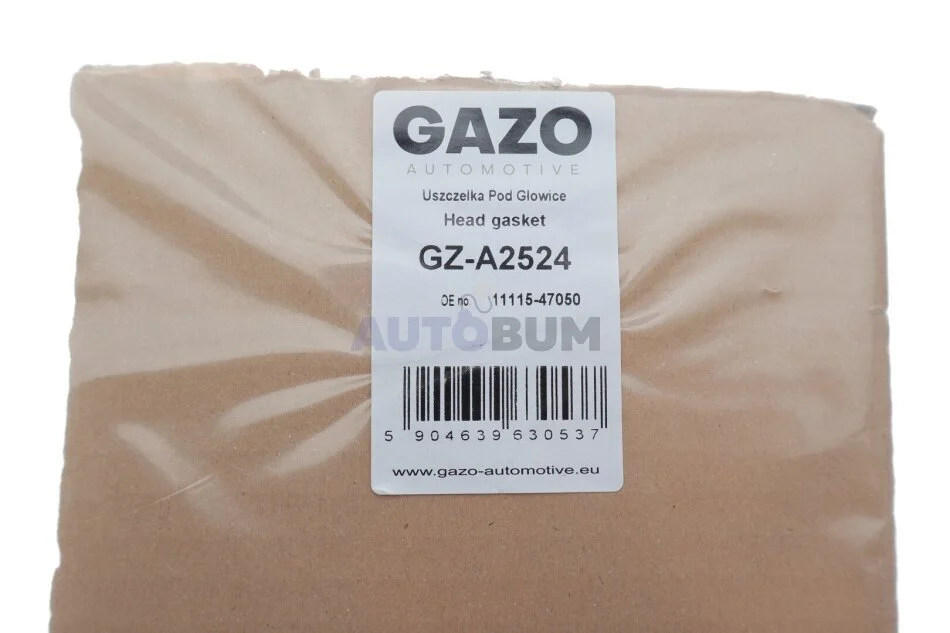 GAZO
AUTOMOTIVE
Uszczelka Pod Glowice
Head gasket
GZ-A2524
OE no 11115-47050
AUTOBUM
5 904639 630537
www.gazo-automotive.eu